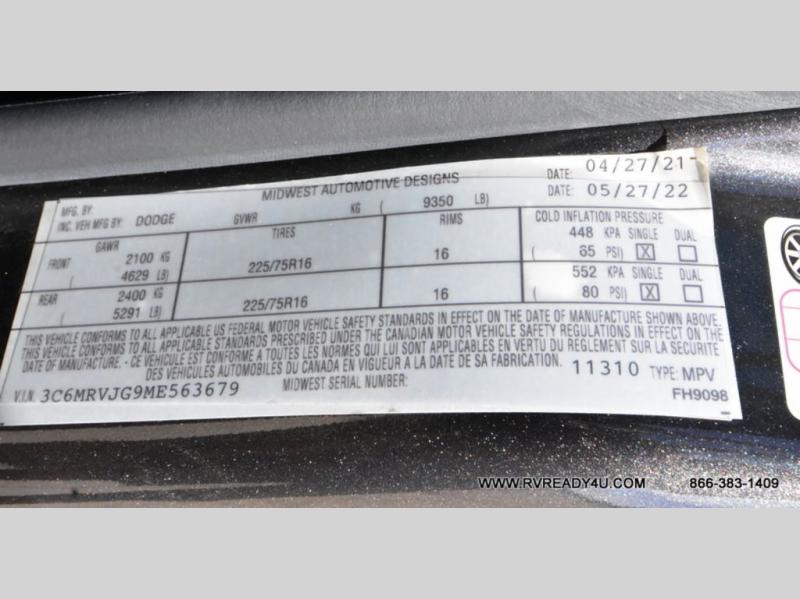 MIDWEST AUTOMOTIVE DESIGNS DATE: 04/27/21
MFG. BY:
INC. VEH MFG BY: DODGE GVWR KG ( 9350 LB) DATE: 05/27/22
GAWR TIRES RIMS COLD INFLATION PRESSURE
FRONT 2100 KG 225/75R16 16 448 KPA SINGLE DUAL
( 4629 LB) ( 65 PSI) X
REAR 2400 KG 225/75R16 16 552 KPA SINGLE DUAL
( 5291 LB) ( 80 PSI) X
THIS VEHICLE CONFORMS TO ALL APPLICABLE US FEDERAL MOTOR VEHICLE SAFETY STANDARDS IN EFFECT ON THE DATE OF MANUFACTURE SHOWN ABOVE.
THIS VEHICLE CONFORMS TO ALL APPLICABLE STANDARDS PRESCRIBED UNDER THE CANADIAN MOTOR VEHICLE SAFETY REGULATIONS IN EFFECT ON THE
DATE OF MANUFACTURE - CE VEHICULE EST CONFORME A TOUTES LES NORMES QUI LUI SONT APPLICABLES EN VERTU DU REGLEMENT SUR LA SECURITE
DES VEHICULES AUTOMOBILES DU CANADA EN VIGUEUR A LA DATE DE SA FABRICATION.
V.I.N. 3C6MRVJG9ME563679 MIDWEST SERIAL NUMBER: 11310 TYPE: MPV
FH9098
WWW.RVREADY4U.COM 866-383-1409